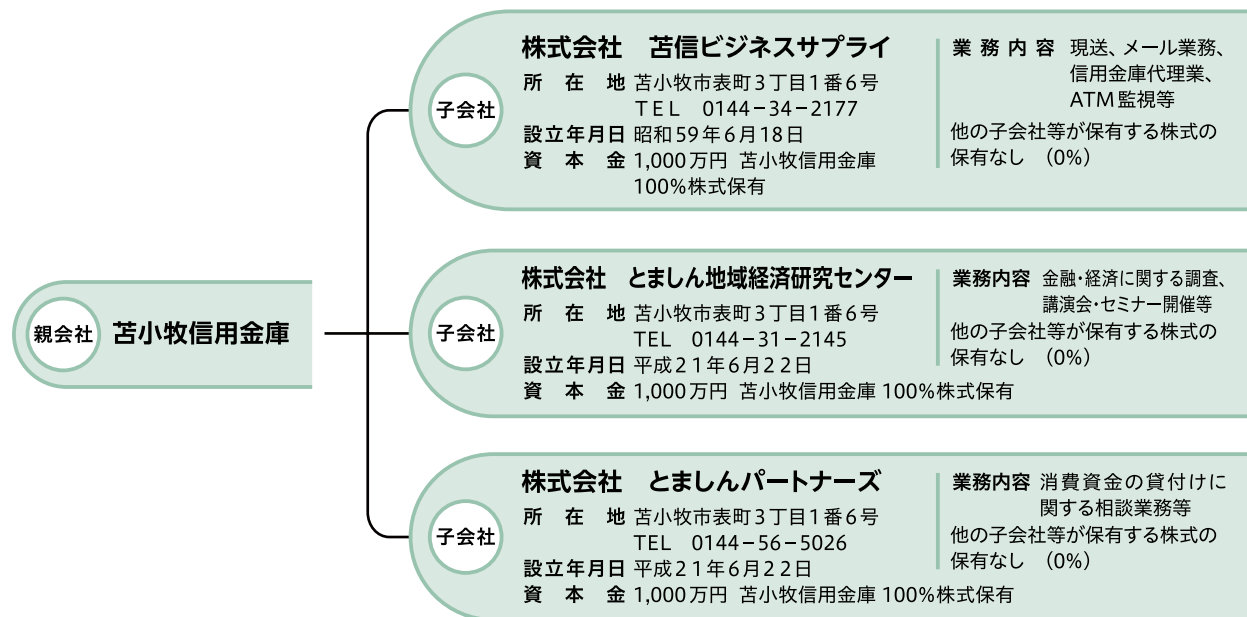 親会社 苫小牧信用金庫
子会社
株式会社 苫信ビジネスサプライ
所在地 苫小牧市表町3丁目1番6号
TEL 0144-34-2177
設立年月日 昭和59年6月18日
資本金 1,000万円 苫小牧信用金庫
100%株式保有
業務内容 現送、メール業務、
信用金庫代理業、
ATM監視等
他の子会社等が保有する株式の
保有なし (0%)
子会社
株式会社 とましん地域経済研究センター
所在地 苫小牧市表町3丁目1番6号
TEL 0144-31-2145
設立年月日 平成21年6月22日
資本金 1,000万円 苫小牧信用金庫 100%株式保有
業務内容 金融・経済に関する調査、
講演会・セミナー開催等
他の子会社等が保有する株式の
保有なし (0%)
子会社
株式会社 とましんパートナーズ
所在地 苫小牧市表町3丁目1番6号
TEL 0144-56-5026
設立年月日 平成21年6月22日
資本金 1,000万円 苫小牧信用金庫 100%株式保有
業務内容 消費資金の貸付けに
関する相談業務等
他の子会社等が保有する株式の
保有なし (0%)